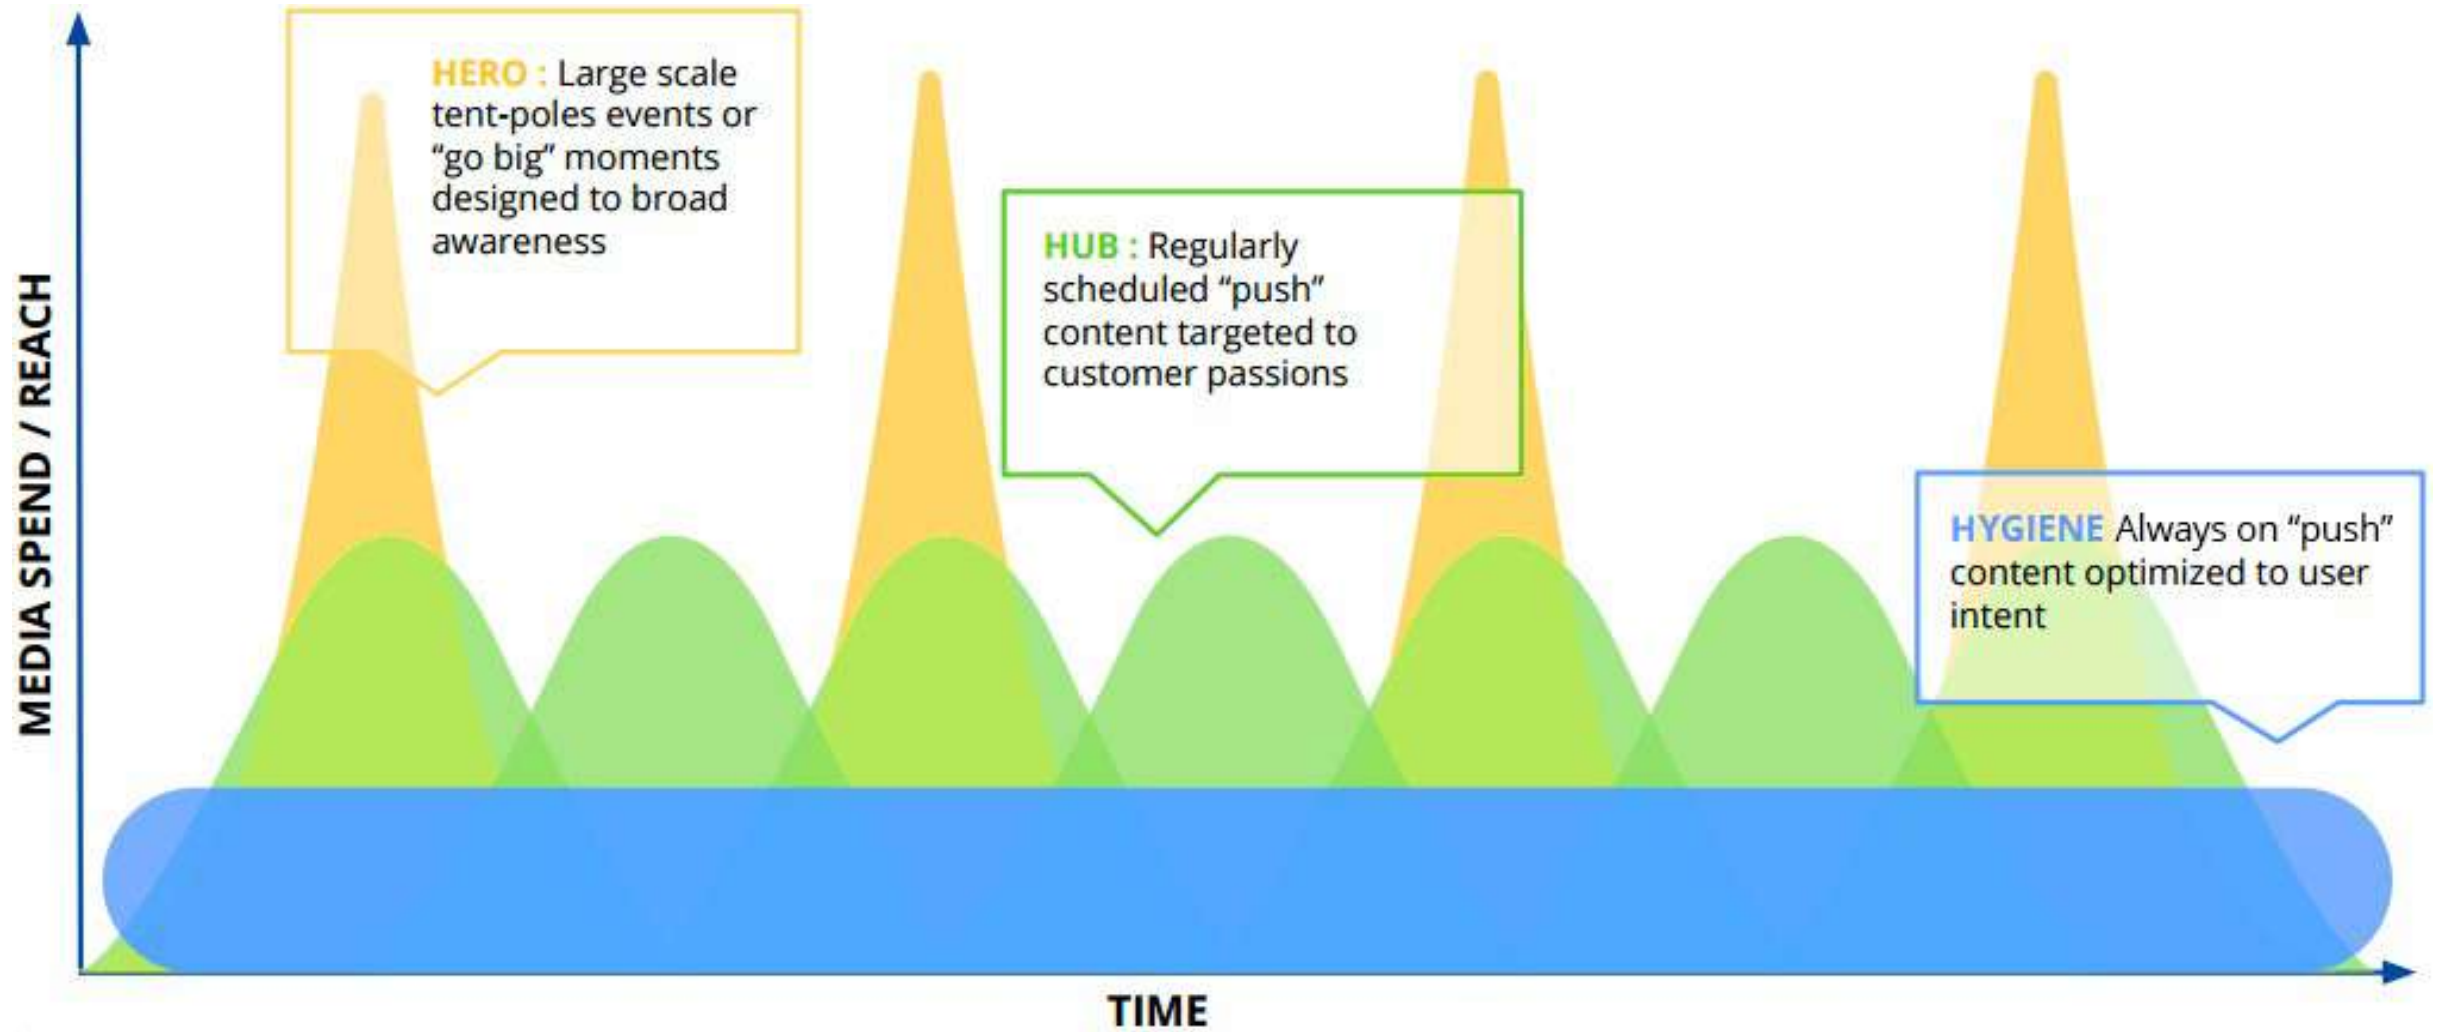 MEDIA SPEND / REACH
HERO : Large scale
tent-poles events or
“go big” moments
designed to broad
awareness
HUB : Regularly
scheduled “push”
content targeted to
customer passions
HYGIENE Always on “push”
content optimized to user
intent
TIME